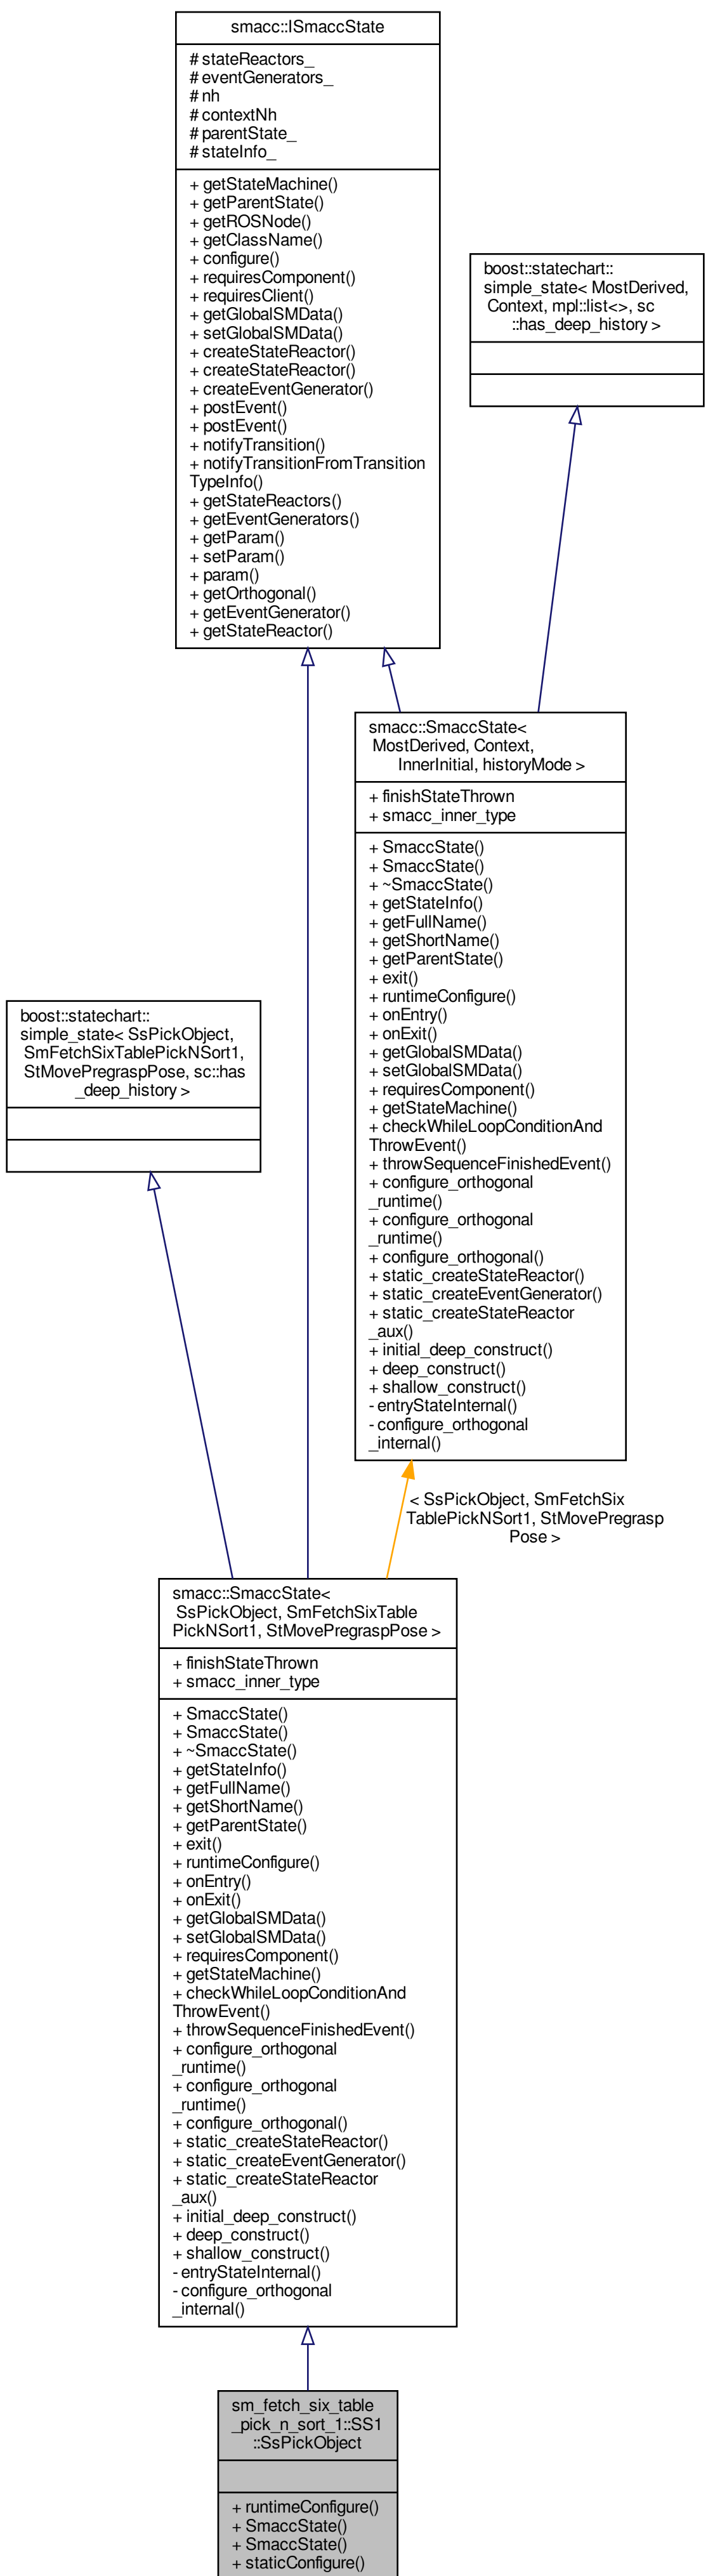 smacc::ISmaccState
# stateReactors_
# eventGenerators_
# nh
# contextNh
# parentState_
# stateInfo_
+ getStateMachine()
+ getParentState()
+ getROSNode()
+ getClassName()
+ configure()
+ requiresComponent()
+ requiresClient()
+ getGlobalSMData()
+ setGlobalSMData()
+ createStateReactor()
+ createStateReactor()
+ createEventGenerator()
+ postEvent()
+ postEvent()
+ notifyTransition()
+ notifyTransitionFromTransition
TypeInfo()
+ getStateReactors()
+ getEventGenerators()
+ getParam()
+ setParam()
+ param()
+ getOrthogonal()
+ getEventGenerator()
+ getStateReactor()
boost::statechart::
simple_state< MostDerived,
Context, mpl::list<>, sc
::has_deep_history >
smacc::SmaccState<
MostDerived, Context,
InnerInitial, historyMode >
+ finishStateThrown
+ smacc_inner_type
+ SmaccState()
+ SmaccState()
+ ~SmaccState()
+ getStateInfo()
+ getFullName()
+ getShortName()
+ getParentState()
+ exit()
+ runtimeConfigure()
+ onEntry()
+ onExit()
+ getGlobalSMData()
+ setGlobalSMData()
+ requiresComponent()
+ getStateMachine()
+ checkWhileLoopConditionAnd
ThrowEvent()
+ throwSequenceFinishedEvent()
+ configure_orthogonal
_runtime()
+ configure_orthogonal
_runtime()
+ configure_orthogonal()
+ static_createStateReactor()
+ static_createEventGenerator()
+ static_createStateReactor
_aux()
+ initial_deep_construct()
+ deep_construct()
+ shallow_construct()
- entryStateInternal()
- configure_orthogonal
_internal()
boost::statechart::
simple_state< SsPickObject,
SmFetchSixTablePickNSort1,
StMovePregraspPose, sc::has
_deep_history >
< SsPickObject, SmFetchSix
TablePickNSort1, StMovePregrasp
Pose >
smacc::SmaccState<
SsPickObject, SmFetchSixTable
PickNSort1, StMovePregraspPose >
+ finishStateThrown
+ smacc_inner_type
+ SmaccState()
+ SmaccState()
+ ~SmaccState()
+ getStateInfo()
+ getFullName()
+ getShortName()
+ getParentState()
+ exit()
+ runtimeConfigure()
+ onEntry()
+ onExit()
+ getGlobalSMData()
+ setGlobalSMData()
+ requiresComponent()
+ getStateMachine()
+ checkWhileLoopConditionAnd
ThrowEvent()
+ throwSequenceFinishedEvent()
+ configure_orthogonal
_runtime()
+ configure_orthogonal
_runtime()
+ configure_orthogonal()
+ static_createStateReactor()
+ static_createEventGenerator()
+ static_createStateReactor
_aux()
+ initial_deep_construct()
+ deep_construct()
+ shallow_construct()
- entryStateInternal()
- configure_orthogonal
_internal()
sm_fetch_six_table
_pick_n_sort_1::SS1
::SsPickObject
+ runtimeConfigure()
+ SmaccState()
+ SmaccState()
+ staticConfigure()